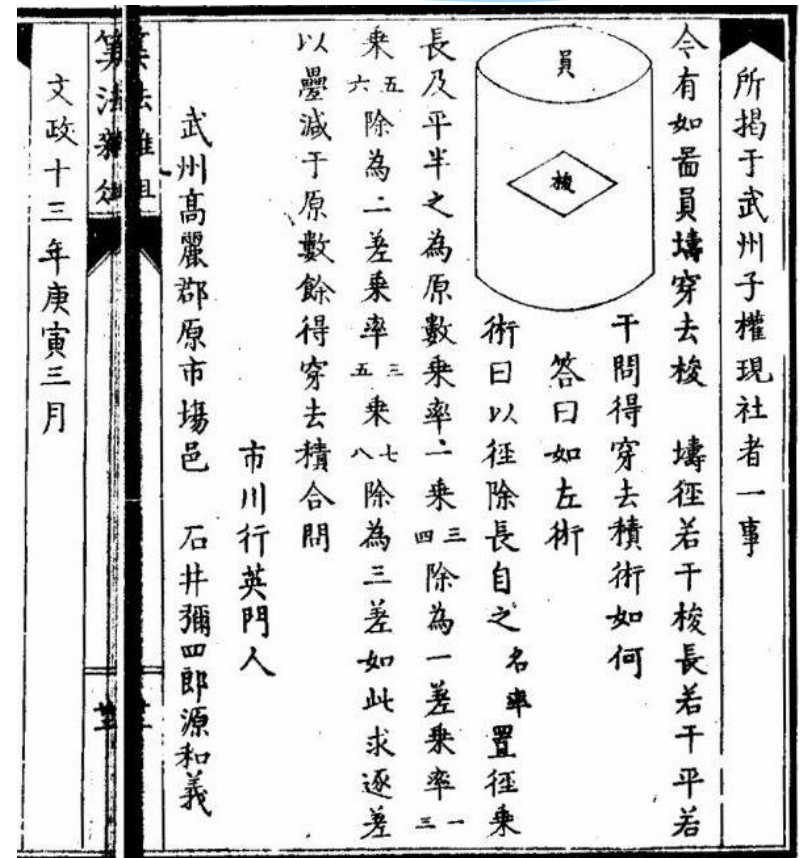 所揭于武州子權現社者一事
今有如啚員壔穿去梭　壔徑若干梭長若干平若
干問得穿去積術如何
員
梭
答曰如左術
術曰以徑除長自之名率置徑乘
長及平半之為原數乘率二乘三四除為一差乘率一三
乘五六除為二差乘率三五乘七八除為三差如此求逐差
以疊減于原數餘得穿去積合問
市川行英門人
武州高麗郡原市場邑　石井彌四郎源和義
算法雜俎
文政十三年庚寅三月